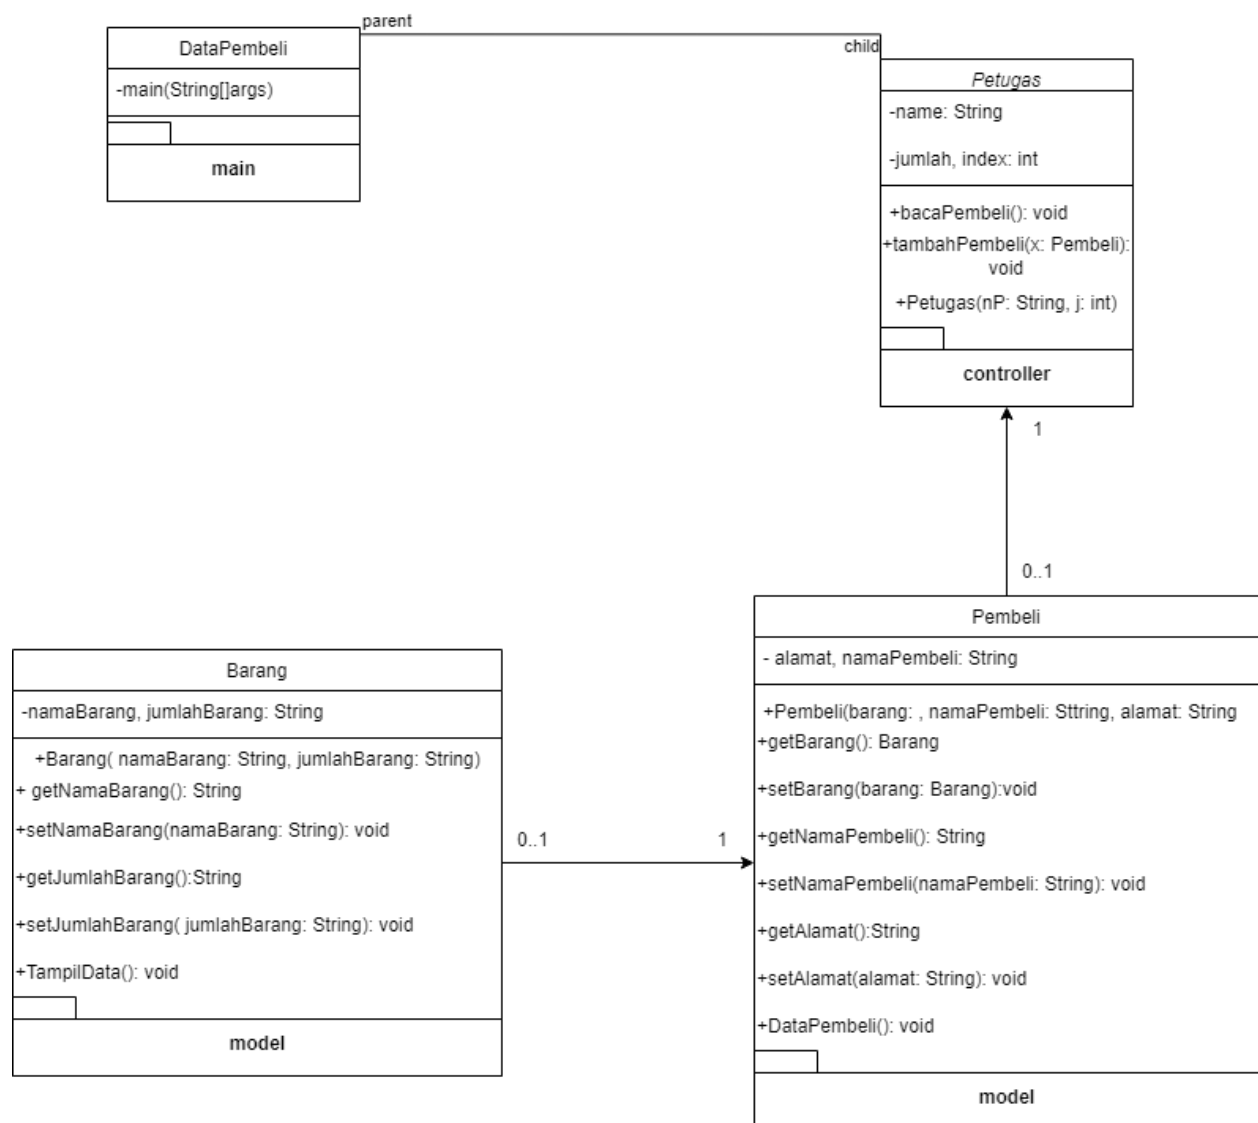 parent
DataPembeli
-main(String[]args)
main
child
Petugas
-name: String
-jumlah, index: int
+bacaPembeli(): void
+tambahPembeli(x: Pembeli):
void
+Petugas(nP: String, j: int)
controller
1
0..1
Pembeli
- alamat, namaPembeli: String
+Pembeli(barang: , namaPembeli: Sttring, alamat: String
+getBarang(): Barang
+setBarang(barang: Barang):void
+getNamaPembeli(): String
+setNamaPembeli(namaPembeli: String): void
+getAlamat():String
+setAlamat(alamat: String): void
+DataPembeli(): void
model
Barang
-namaBarang, jumlahBarang: String
+Barang( namaBarang: String, jumlahBarang: String)
+ getNamaBarang(): String
+setNamaBarang(namaBarang: String): void
+getJumlahBarang():String
+setJumlahBarang( jumlahBarang: String): void
+TampilData(): void
model
0..1
1